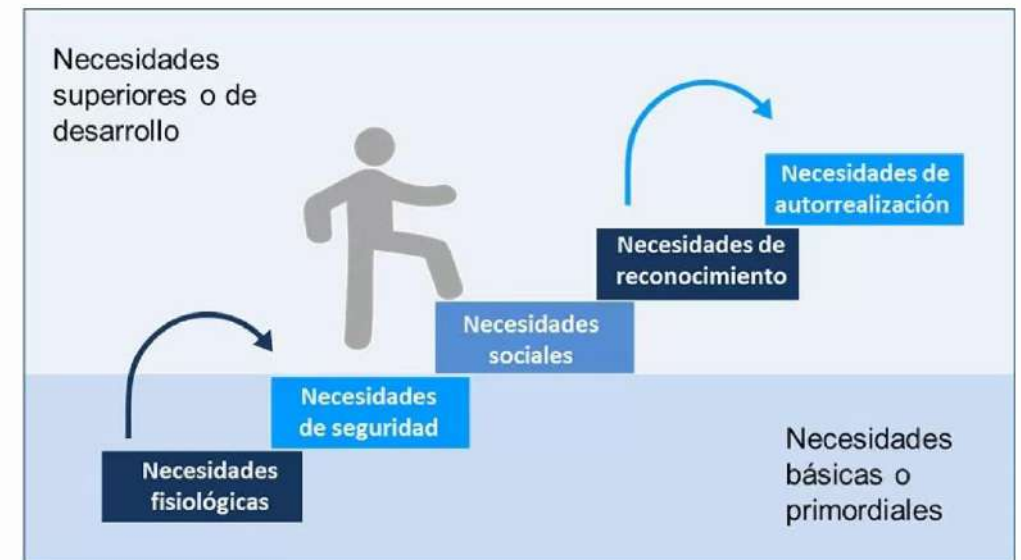 Necesidades
superiores o de
desarrollo
Necesidades de
autorrealización
Necesidades de
reconocimiento
Necesidades
sociales
Necesidades
de seguridad
Necesidades
fisiológicas
Necesidades
básicas o
primordiales